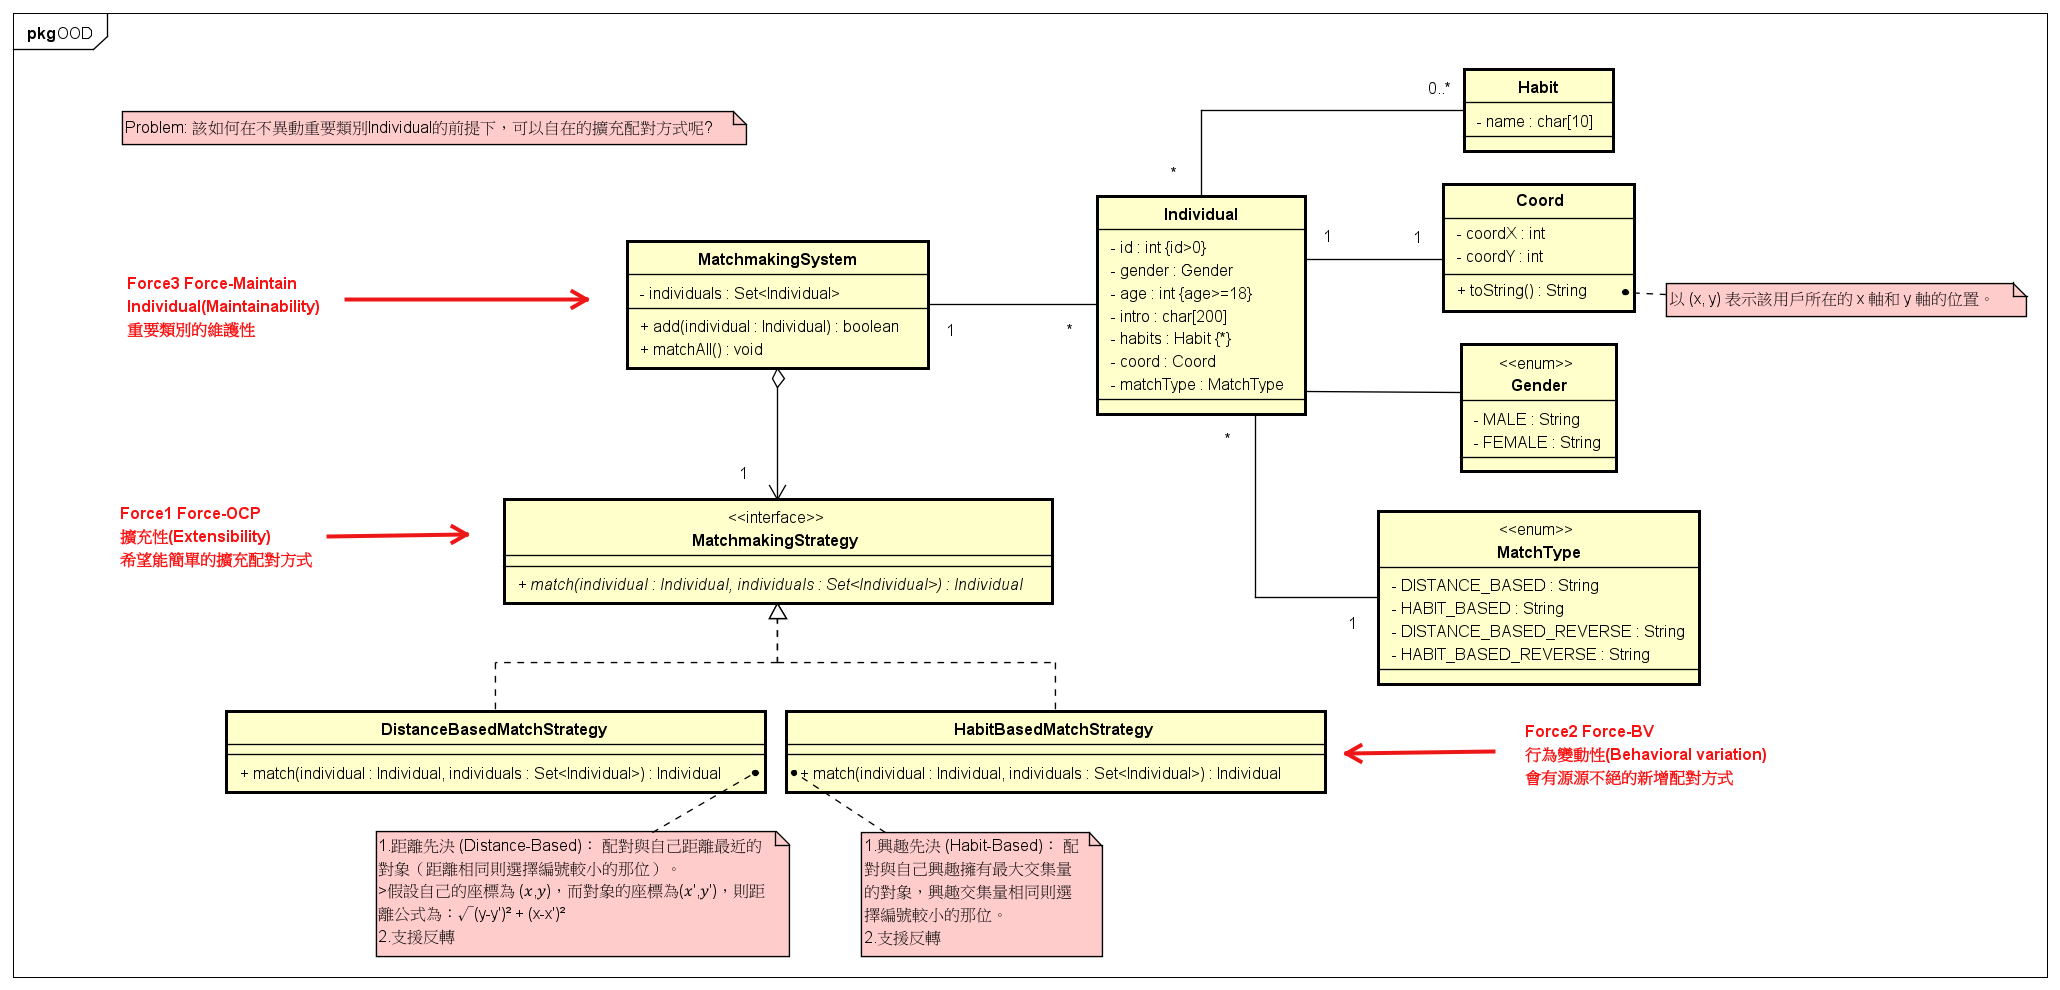 pkg OOD
Problem: 該如何在不異動重要類別Individual的前提下，可以自在的擴充配對方式呢?
Force3 Force-Maintain
Individual(Maintainability)
重要類別的維護性
MatchmakingSystem
- individuals : Set<Individual>
+ add(individual : Individual) : boolean
+ matchAll() : void
1
*
1
Individual
- id : int {id>0}
- gender : Gender
- age : int {age>=18}
- intro : char[200]
- habits : Habit {*}
- coord : Coord
- matchType : MatchType
*
0..*
Habit
- name : char[10]
1
1
Coord
- coordX : int
- coordY : int
+ toString() : String
以 (x, y) 表示該用戶所在的 x 軸和 y 軸的位置。
<<enum>>
Gender
- MALE : String
- FEMALE : String
*
1
<<enum>>
MatchType
- DISTANCE_BASED : String
- HABIT_BASED : String
- DISTANCE_BASED_REVERSE : String
- HABIT_BASED_REVERSE : String
Force1 Force-OCP
擴充性(Extensibility)
希望能簡單的擴充配對方式
<<interface>>
MatchmakingStrategy
+ match(individual : Individual, individuals : Set<Individual>) : Individual
DistanceBasedMatchStrategy
+ match(individual : Individual, individuals : Set<Individual>) : Individual
HabitBasedMatchStrategy
+ match(individual : Individual, individuals : Set<Individual>) : Individual
Force2 Force-BV
行為變動性(Behavioral variation)
會有源源不絕的新增配對方式
1.距離先決 (Distance-Based)： 配對與自己距離最近的
對象（距離相同則選擇編號較小的那位）。
>假設自己的座標為 (𝑥,𝑦)，而對象的座標為(𝑥',𝑦')，則距
離公式為：√(y-y')² + (x-x')²
2.支援反轉
1.興趣先決 (Habit-Based)： 配
對與自己興趣擁有最大交集量
的對象，興趣交集量相同則選
擇編號較小的那位。
2.支援反轉